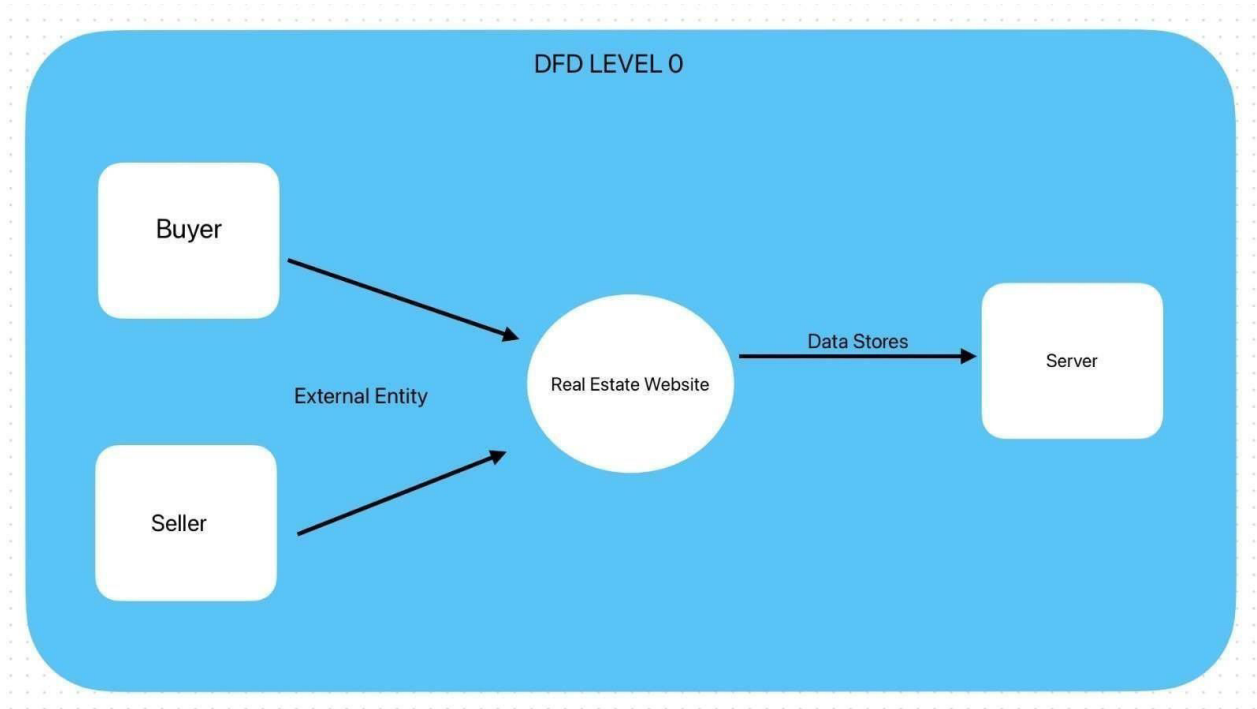 DFD LEVEL 0
Buyer
External Entity
Seller
Real Estate Website
Data Stores
Server